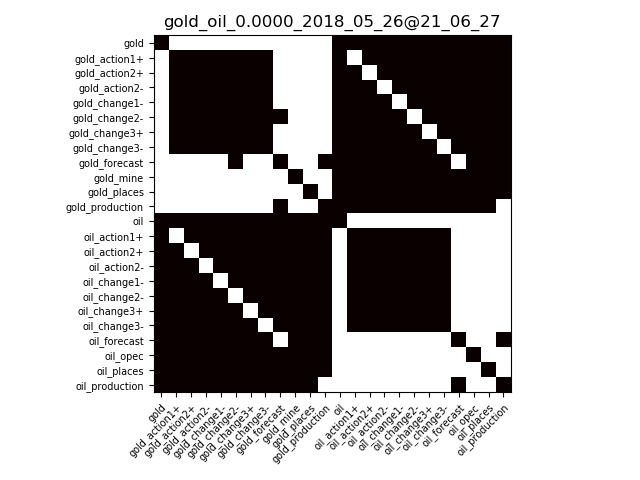 gold_oil_0.0000_2018_05_26@21_06_27
gold
gold_action1+
gold_action2+
gold_action2-
gold_change1-
gold_change2-
gold_change3+
gold_change3-
gold_forecast
gold_mine
gold_places
gold_production
oil
oil_action1+
oil_action2+
oil_action2-
oil_change1-
oil_change2-
oil_change3+
oil_change3-
oil_forecast
oil_opec
oil_places
oil_production
gold
gold_action1+
gold_action2+
gold_action2-
gold_change1-
gold_change2-
gold_change3+
gold_change3-
gold_forecast
gold_mine
gold_places
gold_production
oil
oil_action1+
oil_action2+
oil_action2-
oil_change1-
oil_change2-
oil_change3+
oil_change3-
oil_forecast
oil_opec
oil_places
oil_production